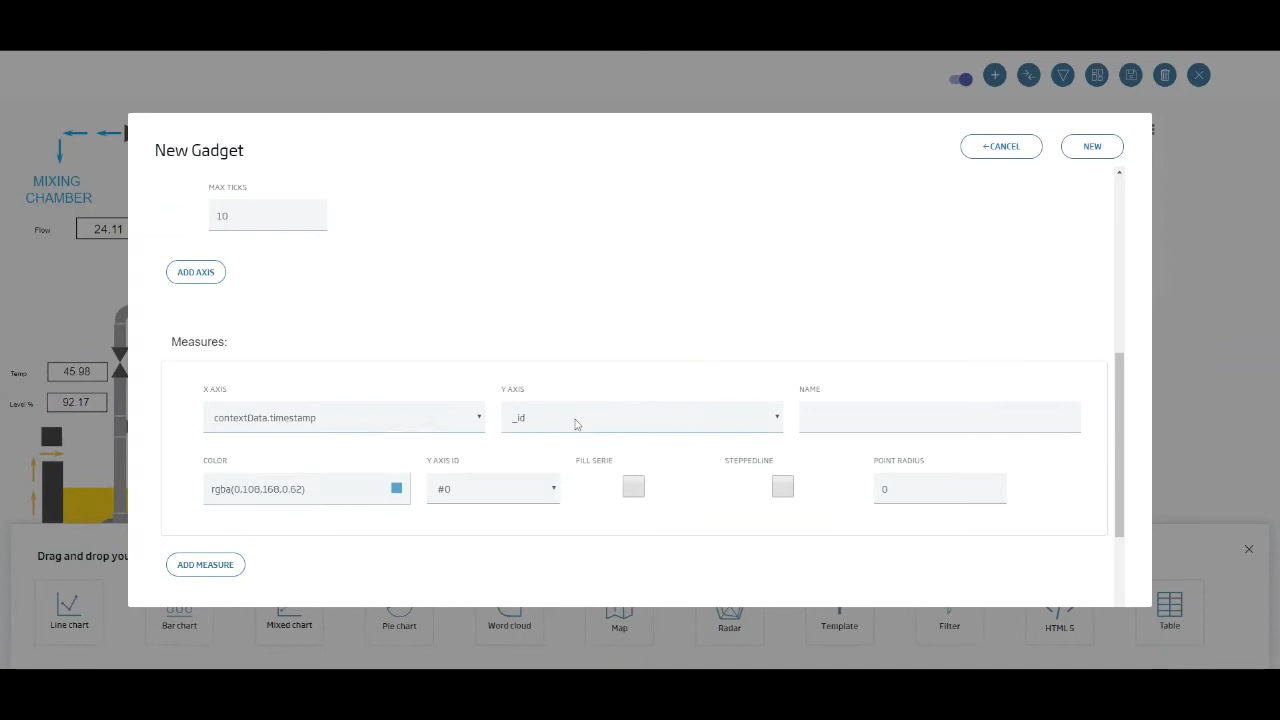 New Gadget
←CANCEL
NEW
MAX TICKS
10
ADD AXIS
Measures:
X AXIS
Y AXIS
NAME
contextData.timestamp
_id
COLOR
Y AXIS ID
FILL SERIE
STEPPEDLINE
POINT RADIUS
rgba(0,108,168,0.62)
#0
0
ADD MEASURE
MIXING
CHAMBER
Flow
24.11
Temp
45.98
Level %
92.17
Drag and drop you
Line chart
Bar chart
Mixed chart
Pie chart
Word cloud
Map
Radar
Template
Filter
HTML 5
Table